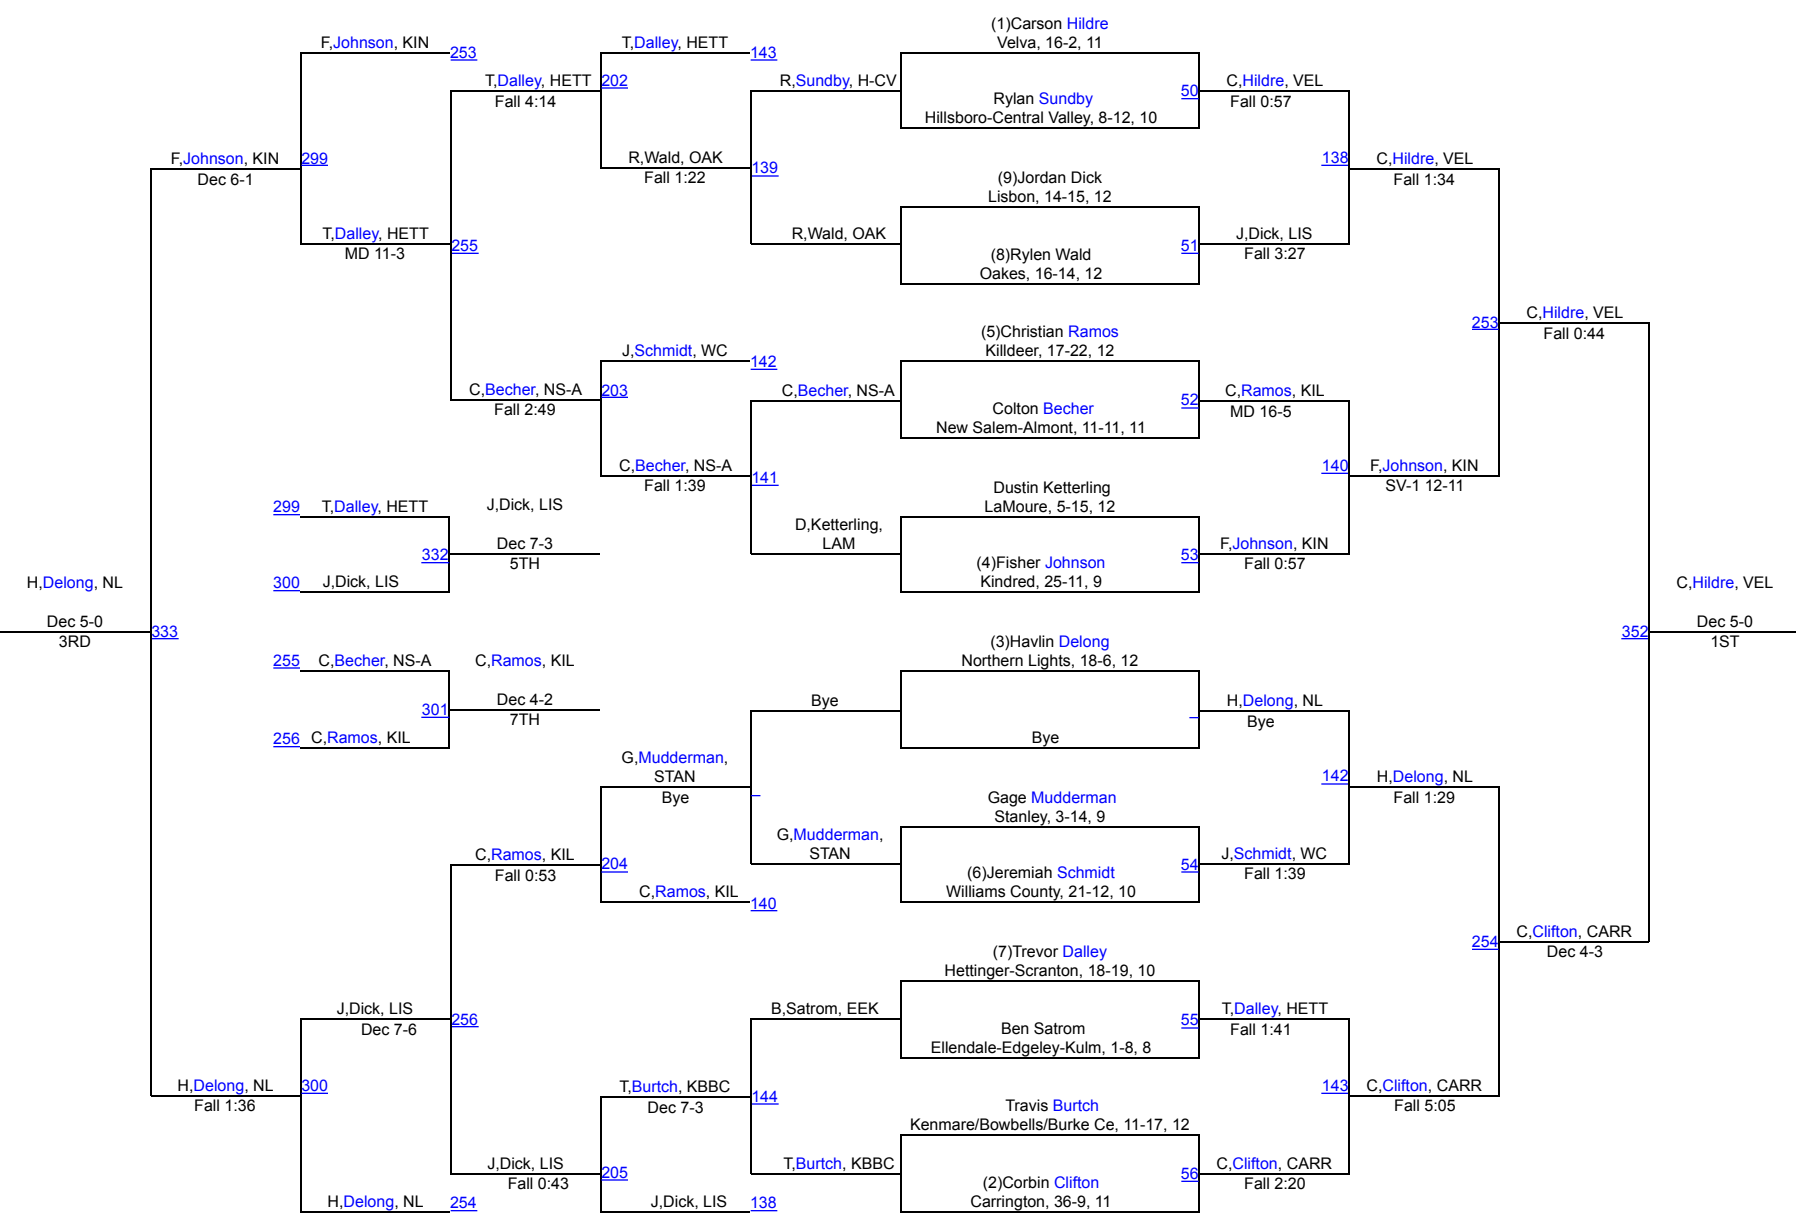 (1)Carson Hildre
Velva, 16-2, 11
F,Johnson, KIN
253
T,Dalley, HETT
143
T,Dalley, HETT
202
Fall 4:14
R,Sundby, H-CV
Rylan Sundby
Hillsboro-Central Valley, 8-12, 10
50
C,Hildre, VEL
Fall 0:57
F,Johnson, KIN
299
Dec 6-1
R,Wald, OAK
Fall 1:22
139
138
C,Hildre, VEL
Fall 1:34
(9)Jordan Dick
Lisbon, 14-15, 12
T,Dalley, HETT
MD 11-3
255
R,Wald, OAK
(8)Rylen Wald
Oakes, 16-14, 12
51
J,Dick, LIS
Fall 3:27
253
C,Hildre, VEL
Fall 0:44
(5)Christian Ramos
Killdeer, 17-22, 12
J,Schmidt, WC
142
C,Becher, NS-A
203
Fall 2:49
C,Becher, NS-A
Colton Becher
New Salem-Almont, 11-11, 11
52
C,Ramos, KIL
MD 16-5
C,Becher, NS-A
Fall 1:39
141
140
F,Johnson, KIN
SV-1 12-11
Dustin Ketterling
LaMoure, 5-15, 12
299
T,Dalley, HETT
J,Dick, LIS
332
Dec 7-3
5TH
D,Ketterling,
LAM
(4)Fisher Johnson
Kindred, 25-11, 9
53
F,Johnson, KIN
Fall 0:57
300
J,Dick, LIS
H,Delong, NL
Dec 5-0
3RD
333
C,Hildre, VEL
352
Dec 5-0
1ST
(3)Havlin Delong
Northern Lights, 18-6, 12
255
C,Becher, NS-A
C,Ramos, KIL
301
Dec 4-2
7TH
Bye
Bye
H,Delong, NL
Bye
256
C,Ramos, KIL
G,Mudderman,
STAN
Bye
142
H,Delong, NL
Fall 1:29
Gage Mudderman
Stanley, 3-14, 9
G,Mudderman,
STAN
(6)Jeremiah Schmidt
Williams County, 21-12, 10
54
J,Schmidt, WC
Fall 1:39
C,Ramos, KIL
Fall 0:53
204
C,Ramos, KIL
140
254
C,Clifton, CARR
Dec 4-3
(7)Trevor Dalley
Hettinger-Scranton, 18-19, 10
J,Dick, LIS
Dec 7-6
256
B,Satrom, EEK
Ben Satrom
Ellendale-Edgeley-Kulm, 1-8, 8
55
T,Dalley, HETT
Fall 1:41
H,Delong, NL
Fall 1:36
300
T,Burtch, KBBC
Dec 7-3
144
143
C,Clifton, CARR
Fall 5:05
Travis Burtch
Kenmare/Bowbells/Burke Ce, 11-17, 12
J,Dick, LIS
Fall 0:43
205
T,Burtch, KBBC
(2)Corbin Clifton
Carrington, 36-9, 11
56
C,Clifton, CARR
Fall 2:20
H,Delong, NL
254
J,Dick, LIS
138